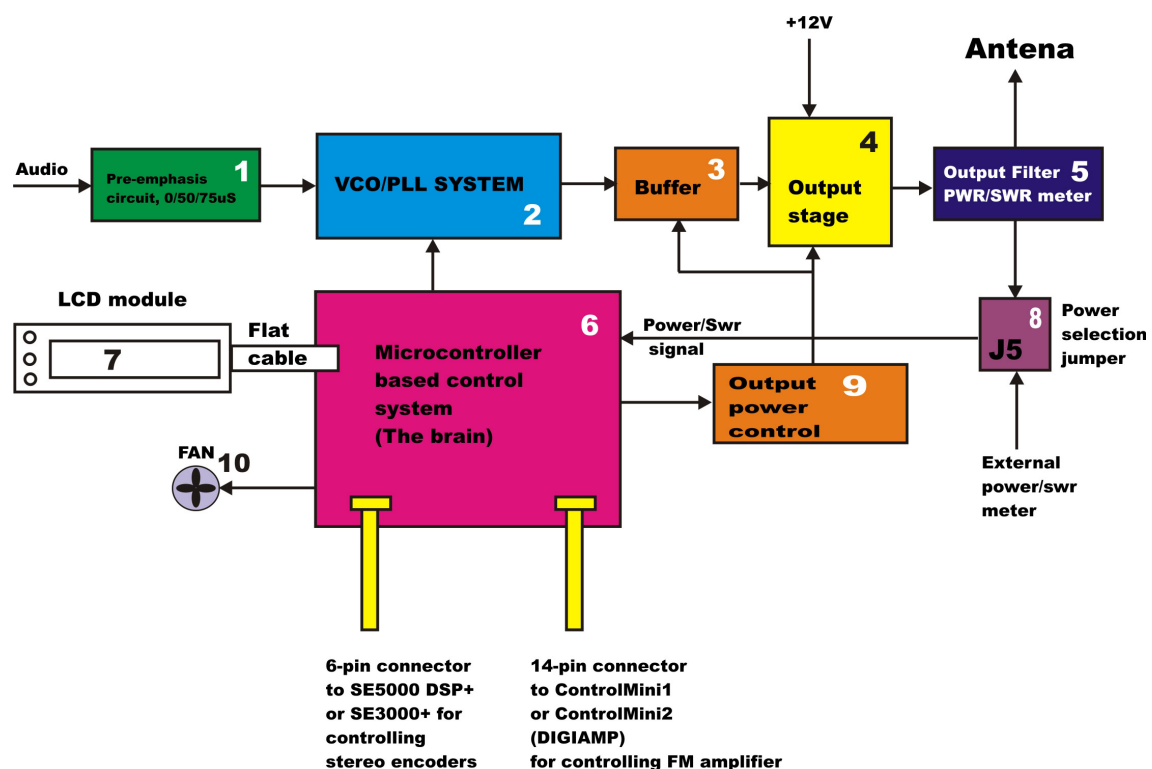 +12V
Antena
Audio
Pre-emphasis
circuit, 0/50/75uS
1
VCO/PLL SYSTEM
2
Buffer
3
4
Output
stage
Output Filter
PWR/SWR meter
5
LCD module
7
Flat
cable
6
Microcontroller
based control
system
(The brain)
Power/Swr
signal
8
J5
Power
selection
jumper
Output
power
control
9
FAN
10
External
power/swr
meter
6-pin connector
to SE5000 DSP+
or SE3000+ for
controlling
stereo encoders
14-pin connector
to ControlMini1
or ControlMini2
(DIGIAMP)
for controlling FM amplifier